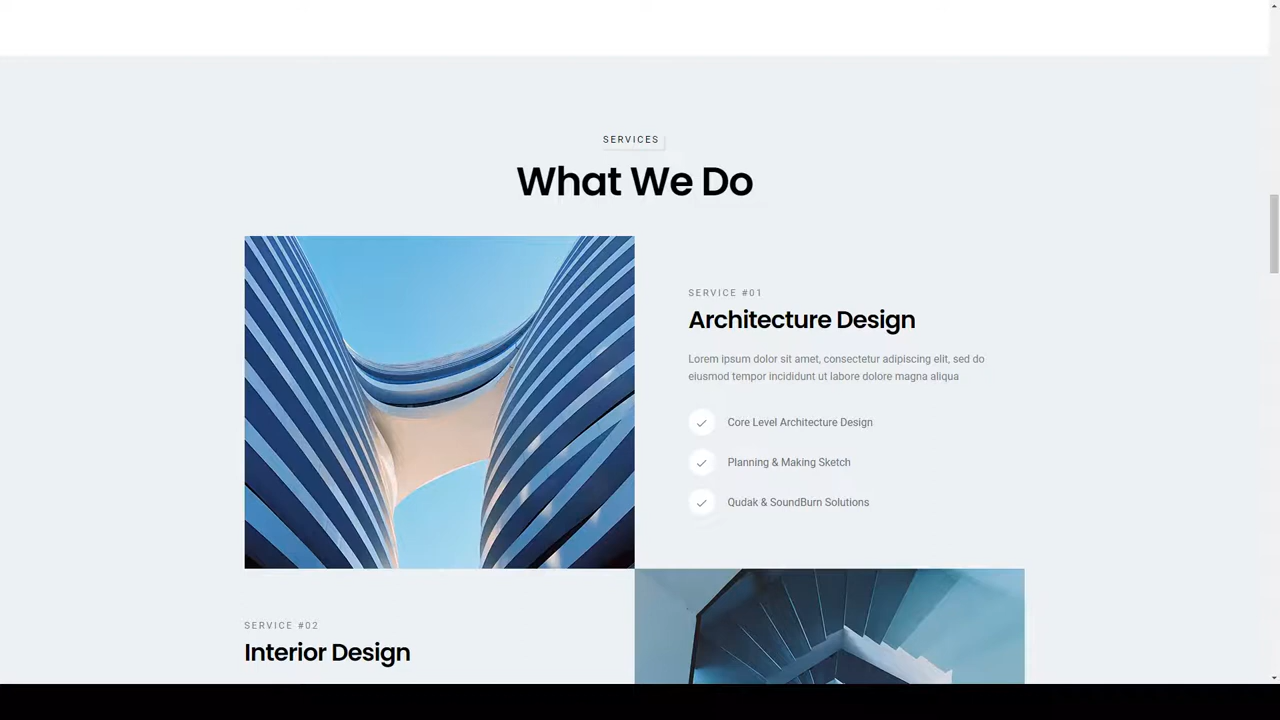 SERVICES
What We Do
SERVICE #01
Architecture Design
Lorem ipsum dolor sit amet, consectetur adipiscing elit, sed do
eiusmod tempor incididunt ut labore dolore magna aliqua
Core Level Architecture Design
Planning & Making Sketch
Qudak & SoundBurn Solutions
SERVICE #02
Interior Design